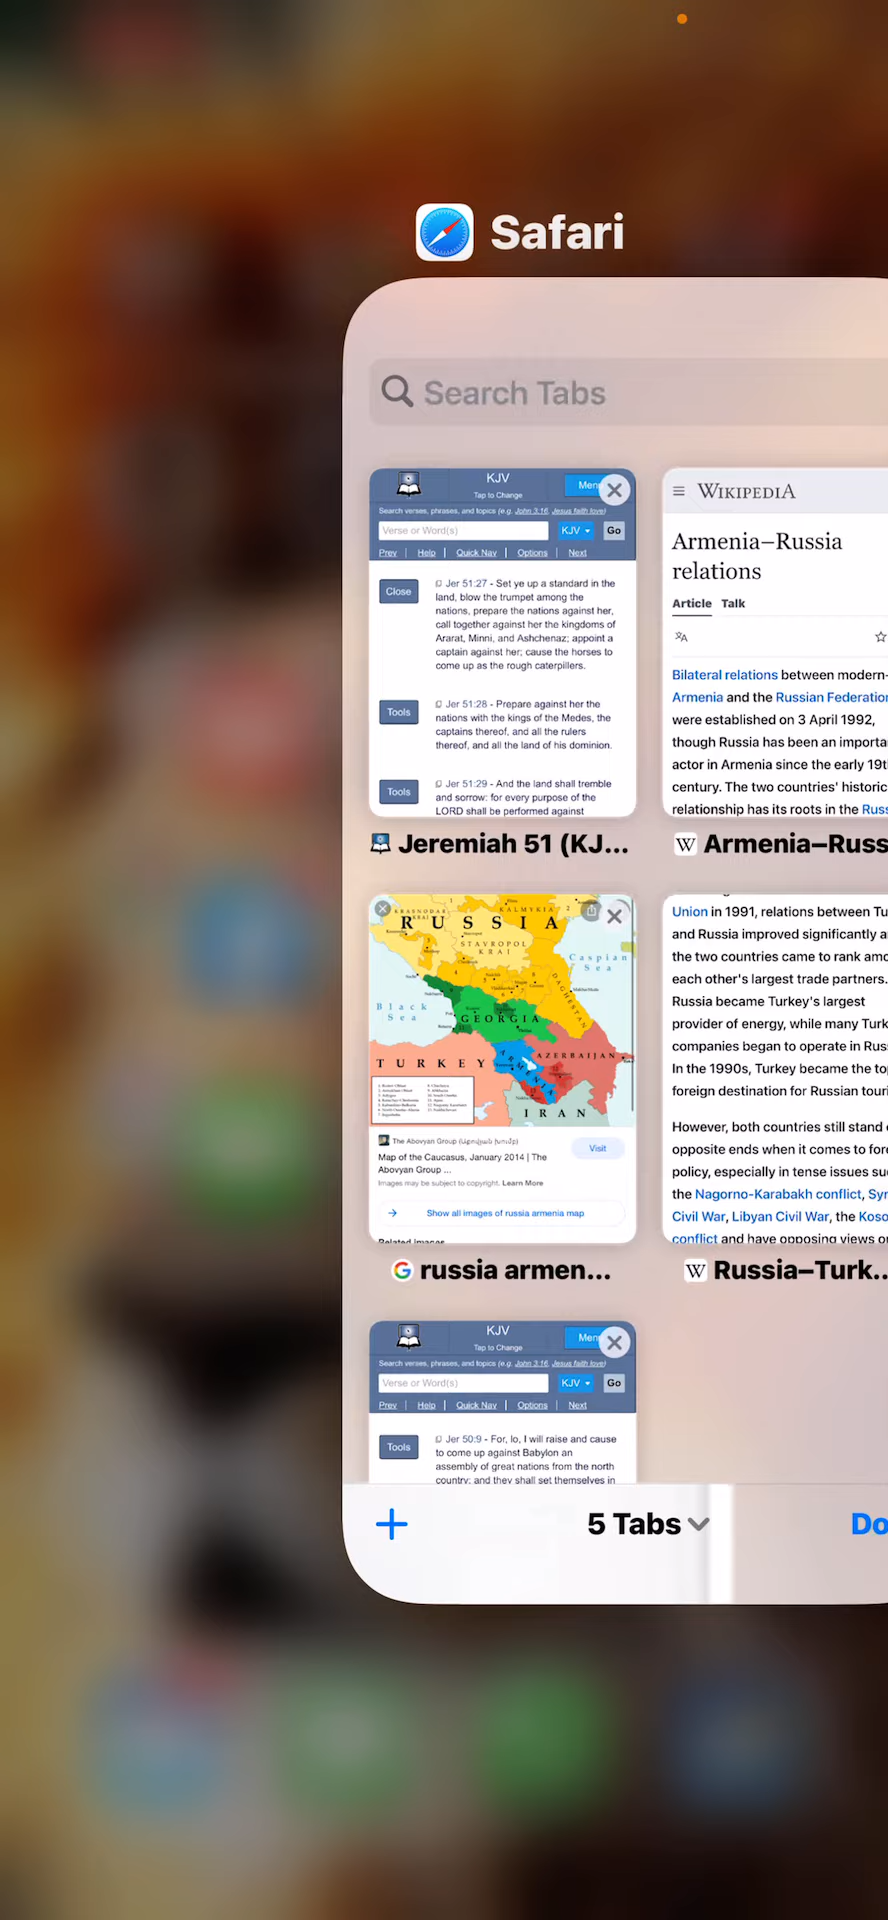 Safari
Search Tabs
KJV
Tap to Change
Search verses, phrases, and topics (e.g. John 3:16, Jesus faith love)
Verse or Word(s)
KJV
Go
Prev | Help | Quick Nav | Options | Next
Close
Jer 51:27 - Set ye up a standard in the
land, blow the trumpet among the
nations, prepare the nations against her,
call together against her the kingdoms of
Ararat, Minni, and Ashchenaz; appoint a
captain against her; cause the horses to
come up as the rough caterpillers.
Tools
Jer 51:28 - Prepare against her the
nations with the kings of the Medes, the
captains thereof, and all the rulers
thereof, and all the land of his dominion.
Tools
Jer 51:29 - And the land shall tremble
and sorrow: for every purpose of the
LORD shall be performed against
Jeremiah 51 (KJ...
WIKIPEDIA
Armenia–Russia
relations
Article Talk
Bilateral relations between modern-
Armenia and the Russian Federation
were established on 3 April 1992,
though Russia has been an importa
actor in Armenia since the early 19t
century. The two countries' historic
relationship has its roots in the Russ
W Armenia–Russ
RUSSIA
KRASNODAR
KRAI
KALMYKIA
STAVROPOL
KRAI
Caspian
Sea
Black
Sea
DAGHESTAN
GEORGIA
TURKEY
ARMENIA
AZERBAIJAN
IRAN
The Abovyan Group (Աբովյան խումբ)
Map of the Caucasus, January 2014 | The
Abovyan Group ...
Visit
Images may be subject to copyright. Learn More
Show all images of russia armenia map
Related images
G russia armen...
Union in 1991, relations between Tu
and Russia improved significantly a
the two countries came to rank amo
each other's largest trade partners.
Russia became Turkey's largest
provider of energy, while many Turk
companies began to operate in Russ
In the 1990s, Turkey became the top
foreign destination for Russian touri
However, both countries still stand o
opposite ends when it comes to fore
policy, especially in tense issues su
the Nagorno-Karabakh conflict, Syr
Civil War, Libyan Civil War, the Koso
conflict and have opposing views o
W Russia–Turk...
KJV
Tap to Change
Search verses, phrases, and topics (e.g. John 3:16, Jesus faith love)
Verse or Word(s)
KJV
Go
Prev | Help | Quick Nav | Options | Next
Tools
Jer 50:9 - For, lo, I will raise and cause
to come up against Babylon an
assembly of great nations from the north
country: and they shall set themselves in
5 Tabs
Do